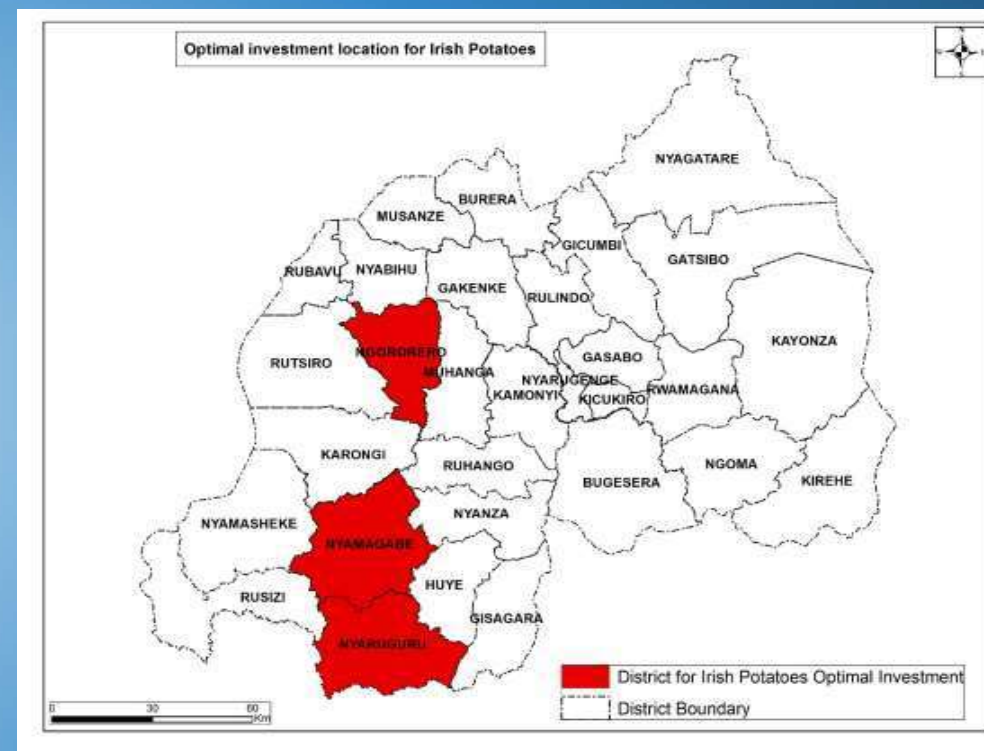 Optimal investment location for Irish Potatoes
NYAGATARE
BURERA
MUSANZE
GICUMBI
GATSIBO
RUBAVU
NYABIHU
GAKENKE
RULINDO
KAYONZA
NGORORERO
GASABO
RUTSIRO
MUHANGA
NYARUGENGE
RWAMAGANA
KAMONYI
KICUKIRO
KARONGI
RUHANGO
NGOMA
BUGESERA
KIREHE
NYANZA
NYAMASHEKE
NYAMAGABE
HUYE
RUSIZI
GISAGARA
NYARUGURU
District for Irish Potatoes Optimal Investment
District Boundary
0 30 60
Km